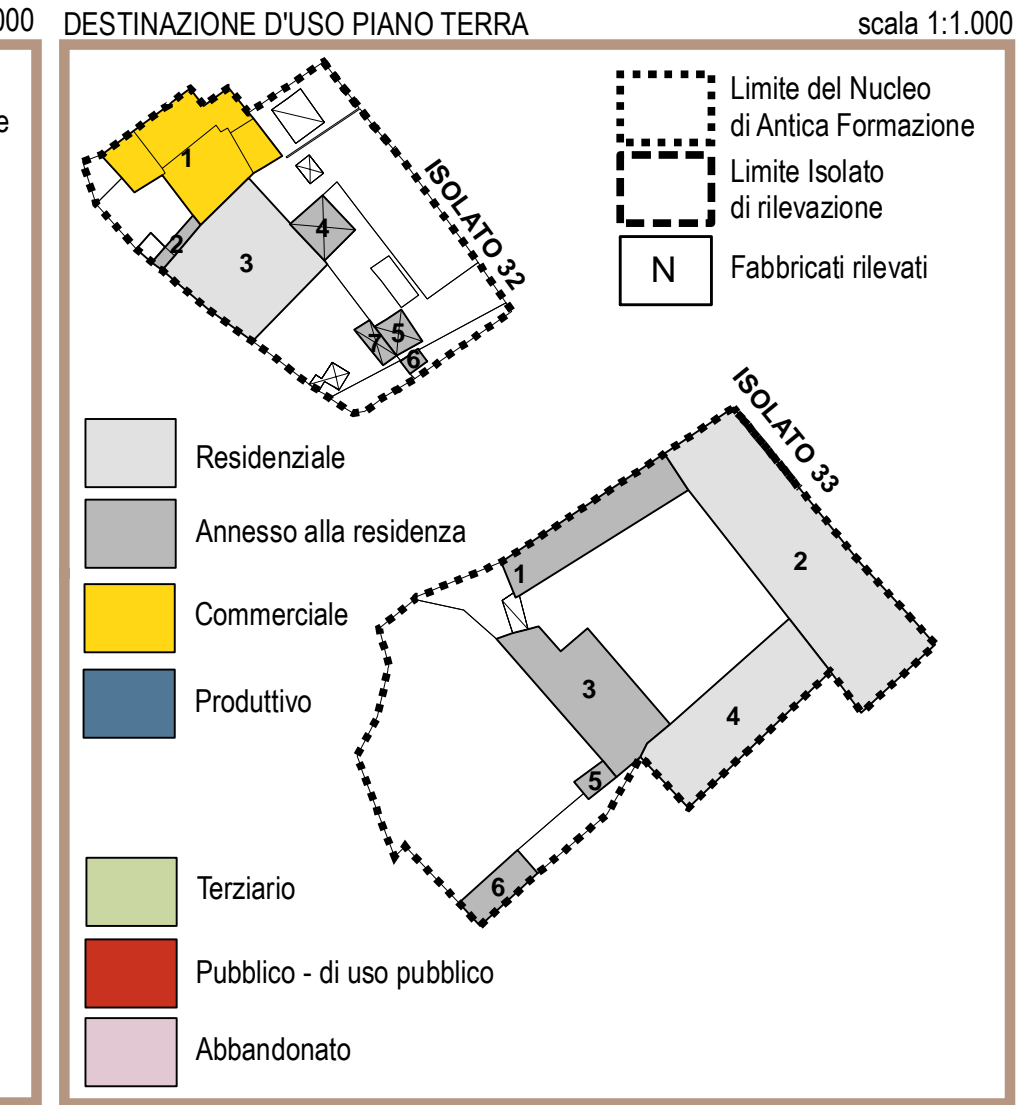 000
DESTINAZIONE D'USO PIANO TERRA
scala 1:1.000
e
Limite del Nucleo
di Antica Formazione
Limite Isolato
di rilevazione
N
Fabbricati rilevati
ISOLATO 32
1
2
3
4
5
7
6
Residenziale
Annesso alla residenza
Commerciale
Produttivo
Terziario
Pubblico - di uso pubblico
Abbandonato
ISOLATO 33
2
1
3
4
5
6